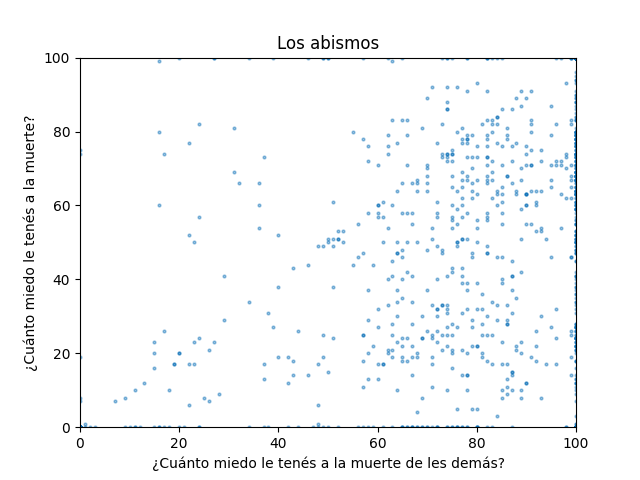 Los abismos
¿Cuánto miedo le tenés a la muerte?
100
80
60
40
20
0
0 20 40 60 80 100
¿Cuánto miedo le tenés a la muerte de les demás?